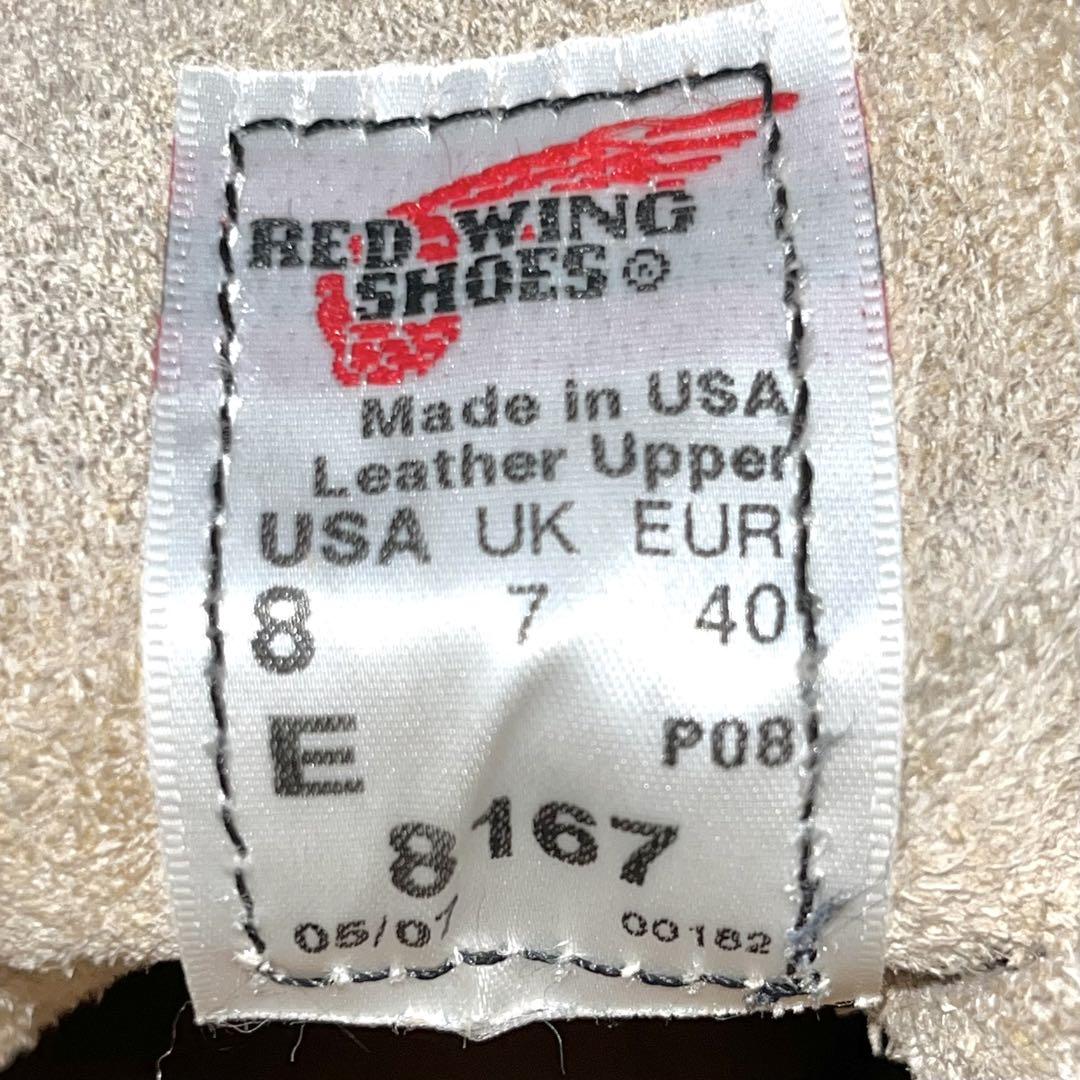 RED WING
SHOES®
Made in USA
Leather Upper
USA UK EUR
8 7 40
E P08
8167
05/01 00182